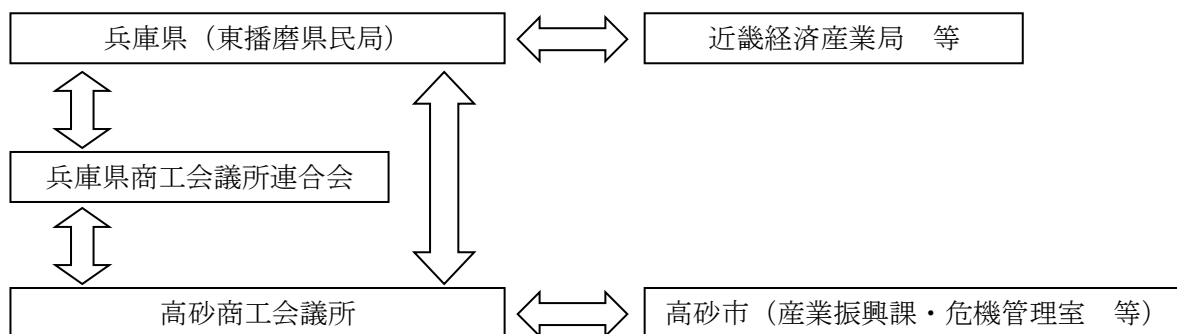 兵庫県（東播磨県民局）
近畿経済産業局　等
兵庫県商工会議所連合会
高砂商工会議所
高砂市（産業振興課・危機管理室　等）